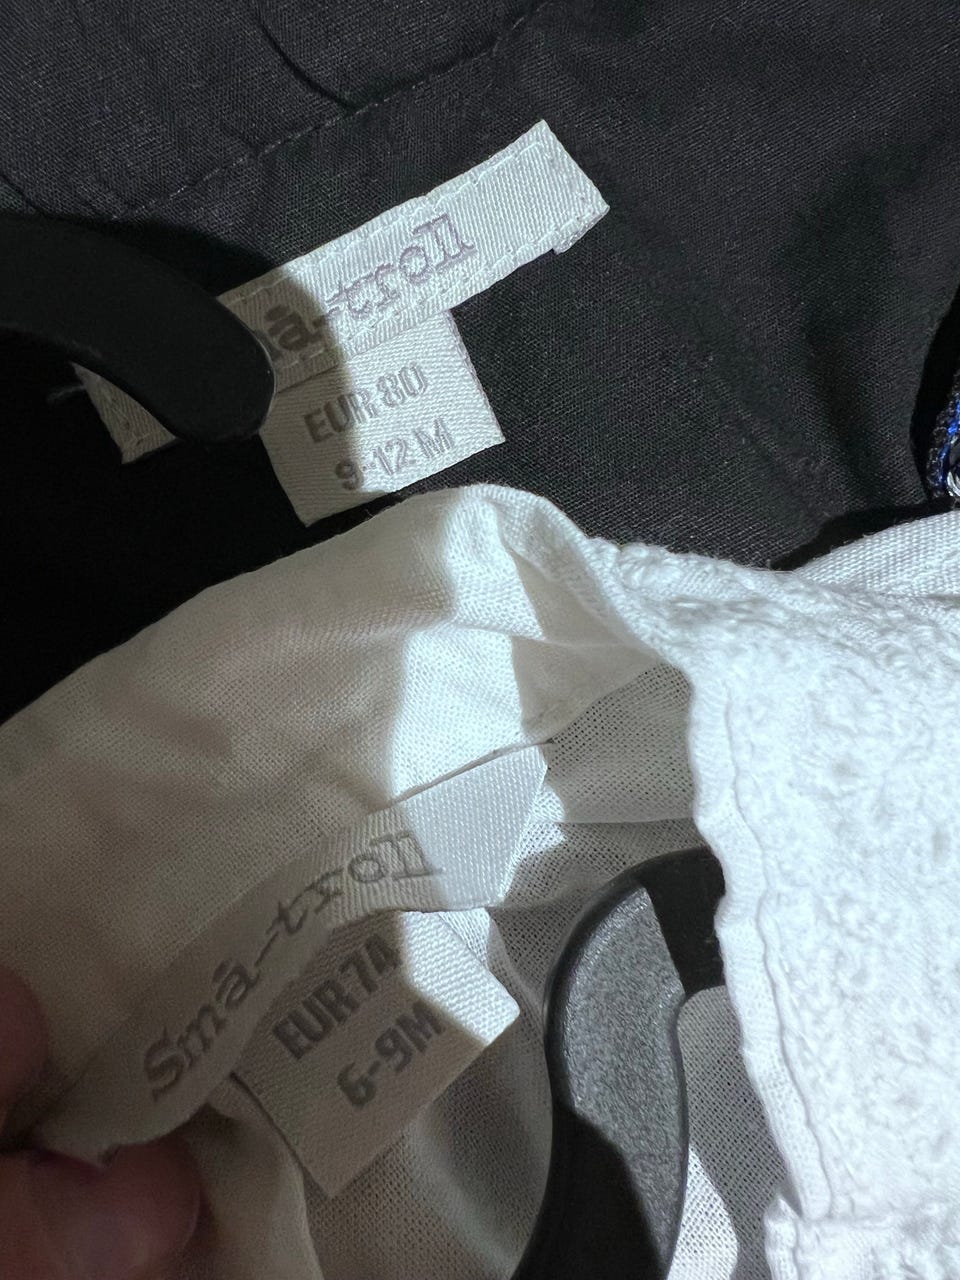 må-troll
EUR 80
9-12 M
Små-troll
EUR 74
6-9M